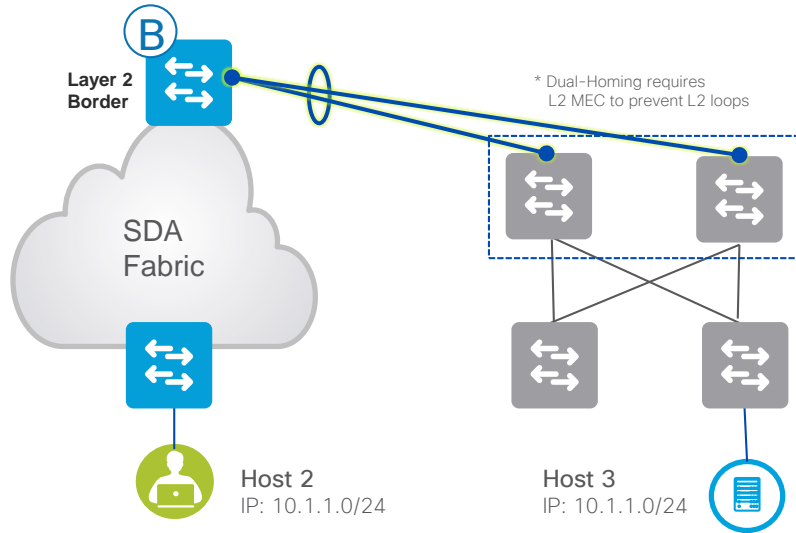 B
Layer 2
Border
* Dual-Homing requires
L2 MEC to prevent L2 loops
SDA
Fabric
Host 2
IP: 10.1.1.0/24
Host 3
IP: 10.1.1.0/24